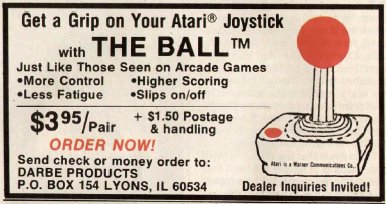 Get a Grip on Your Atari® Joystick
with THE BALL™
Just Like Those Seen on Arcade Games
•More Control •Higher Scoring
•Less Fatigue •Slips on/off
$3⁹⁵/Pair + $1.50 Postage & handling
ORDER NOW!
Send check or money order to:
DARBE PRODUCTS
P.O. BOX 154 LYONS, IL 60534
Atari is a Warner Communications Co.
Dealer Inquiries Invited!